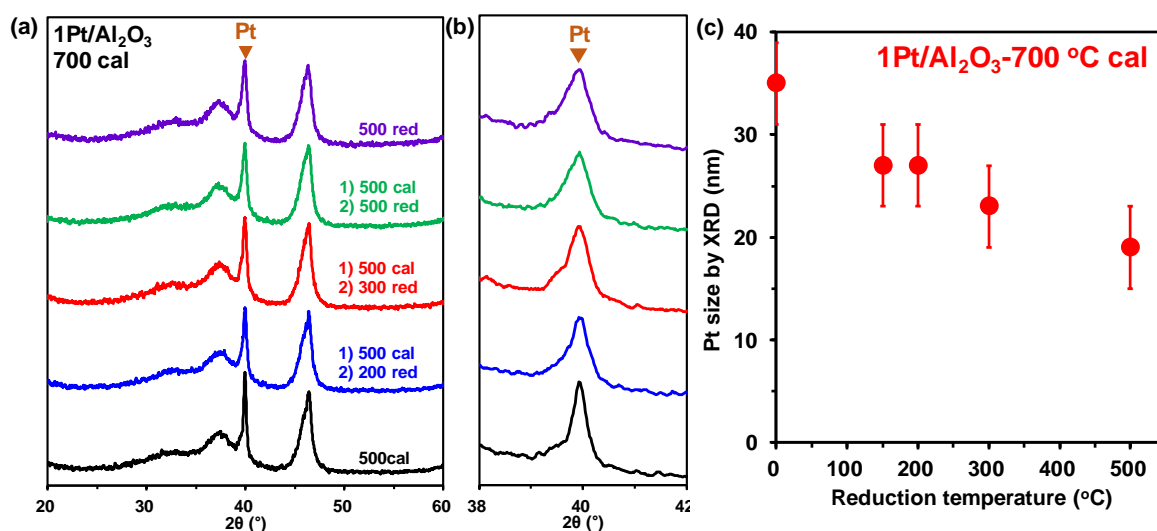 (a)
1Pt/Al₂O₃
700 cal
Pt
500 red
1) 500 cal
2) 500 red
1) 500 cal
2) 300 red
1) 500 cal
2) 200 red
500cal
20 30 40 50 60
2θ (°)
(b)
Pt
38 40 42
2θ (°)
(c)
1Pt/Al₂O₃-700 °C cal
40
30
20
10
0
Pt size by XRD (nm)
0 100 200 300 400 500
Reduction temperature (°C)